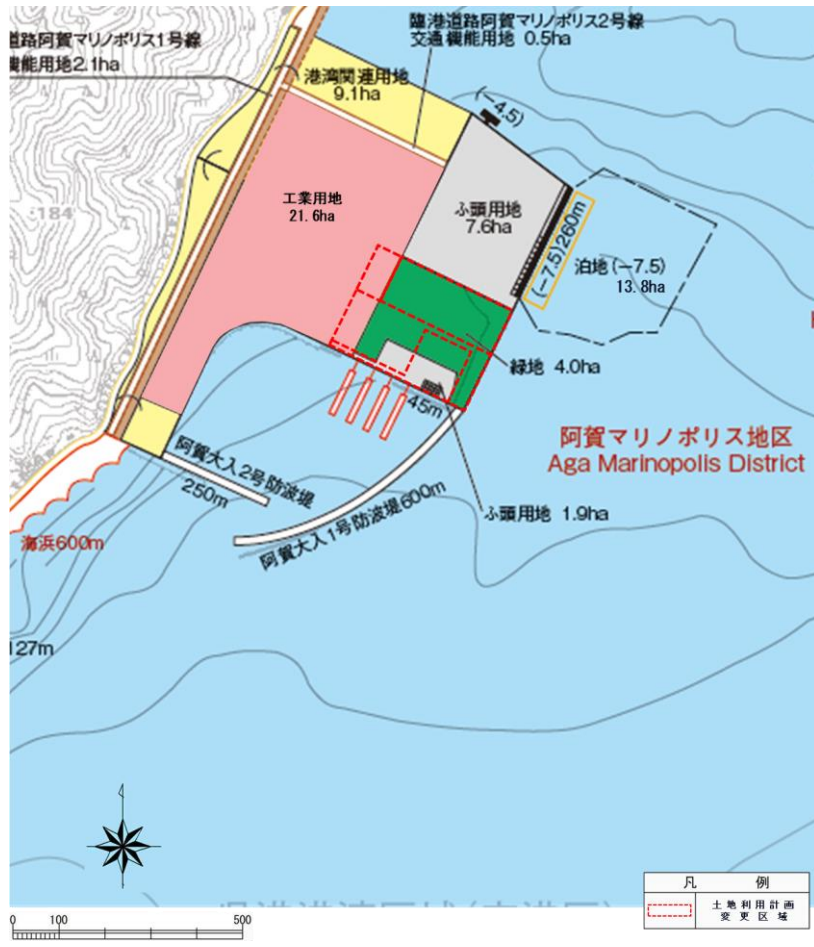 道路阿賀マリノポリス1号線
機能用地2.1ha
臨港道路阿賀マリノポリス2号線
交通機能用地 0.5ha
港湾関連用地
9.1ha
(-4.5)
工業用地
21.6ha
ふ頭用地
7.6ha
(-7.5)260m
泊地(-7.5)
13.8ha
184
緑地 4.0ha
45m
阿賀マリノポリス地区
Aga Marinopolis District
阿賀大入2号防波堤
250m
阿賀大入1号防波堤600m
ふ頭用地 1.9ha
海浜600m
127m
凡 例
土地利用計画
変更区域
0 100 500